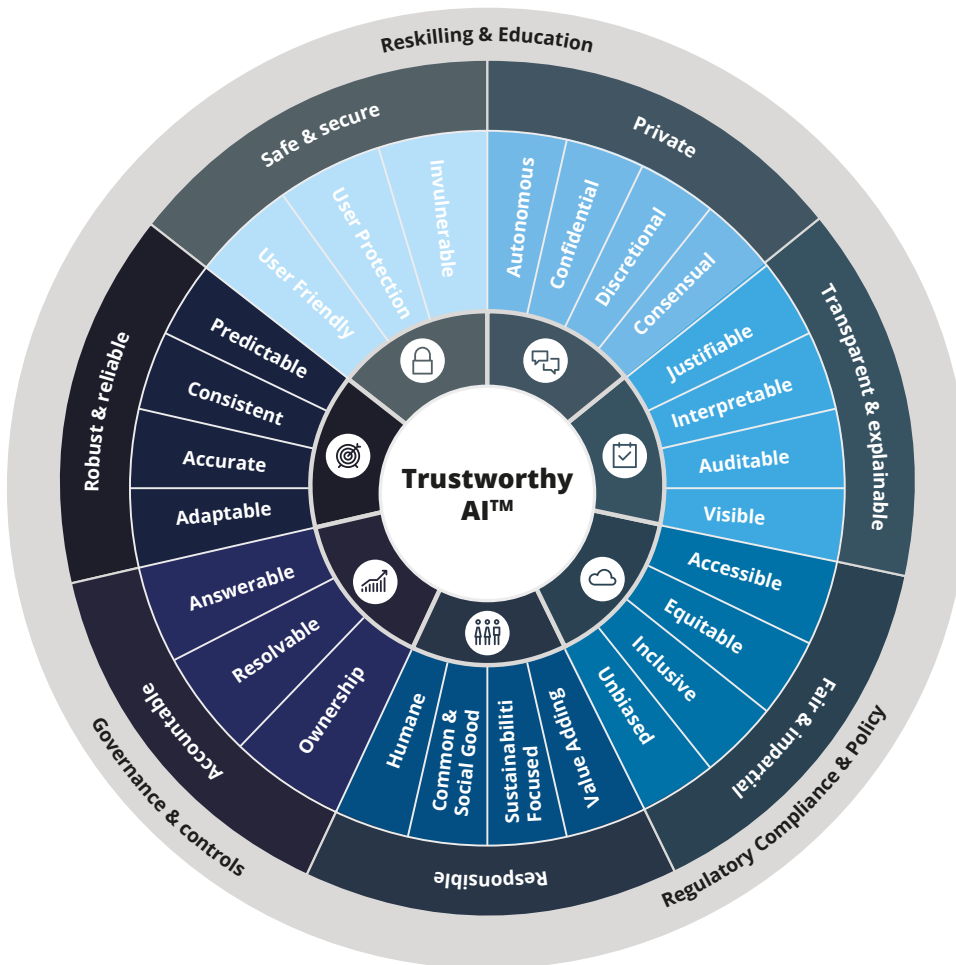 Reskilling & Education
Safe & secure
Private
Transparent & explainable
Fair & impartial
Responsible
Accountable
Robust & reliable
User Friendly
User Protection
Invulnerable
Autonomous
Confidential
Discretional
Consensual
Justifiable
Interpretable
Auditable
Visible
Accessible
Equitable
Inclusive
Unbiased
Value Adding
Sustainabiliti
Focused
Common &
Social Good
Humane
Ownership
Resolvable
Answerable
Adaptable
Accurate
Consistent
Predictable
Trustworthy
AI™
Governance & controls
Regulatory Compliance & Policy